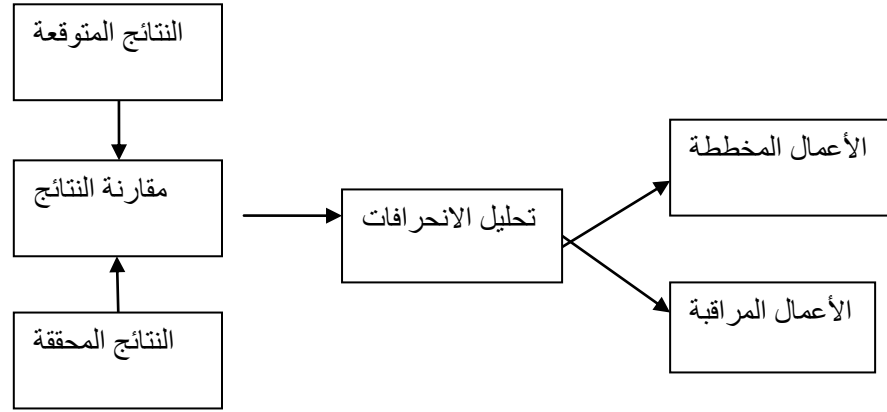 النتائج المتوقعة
الأعمال المخططة
مقارنة النتائج
تحليل الانحرافات
الأعمال المراقبة
النتائج المحققة